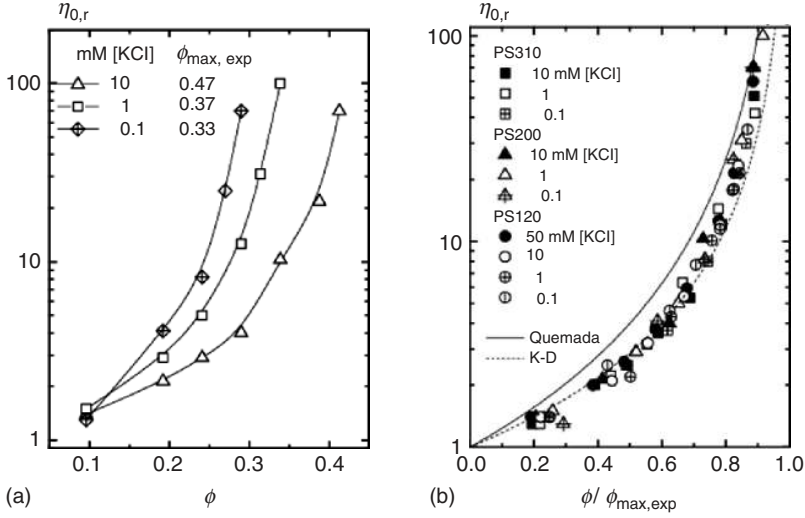 η0,r
mM [KCl] ϕmax, exp
10 0.47
1 0.37
0.1 0.33
100
10
1
0.1 0.2 0.3 0.4
(a)
ϕ
η0,r
100
10
1
PS310
10 mM [KCl]
1
0.1
PS200
10 mM [KCl]
1
0.1
PS120
50 mM [KCl]
10
1
0.1
Quemada
K-D
0.0 0.2 0.4 0.6 0.8 1.0
(b)
ϕ/ ϕmax,exp